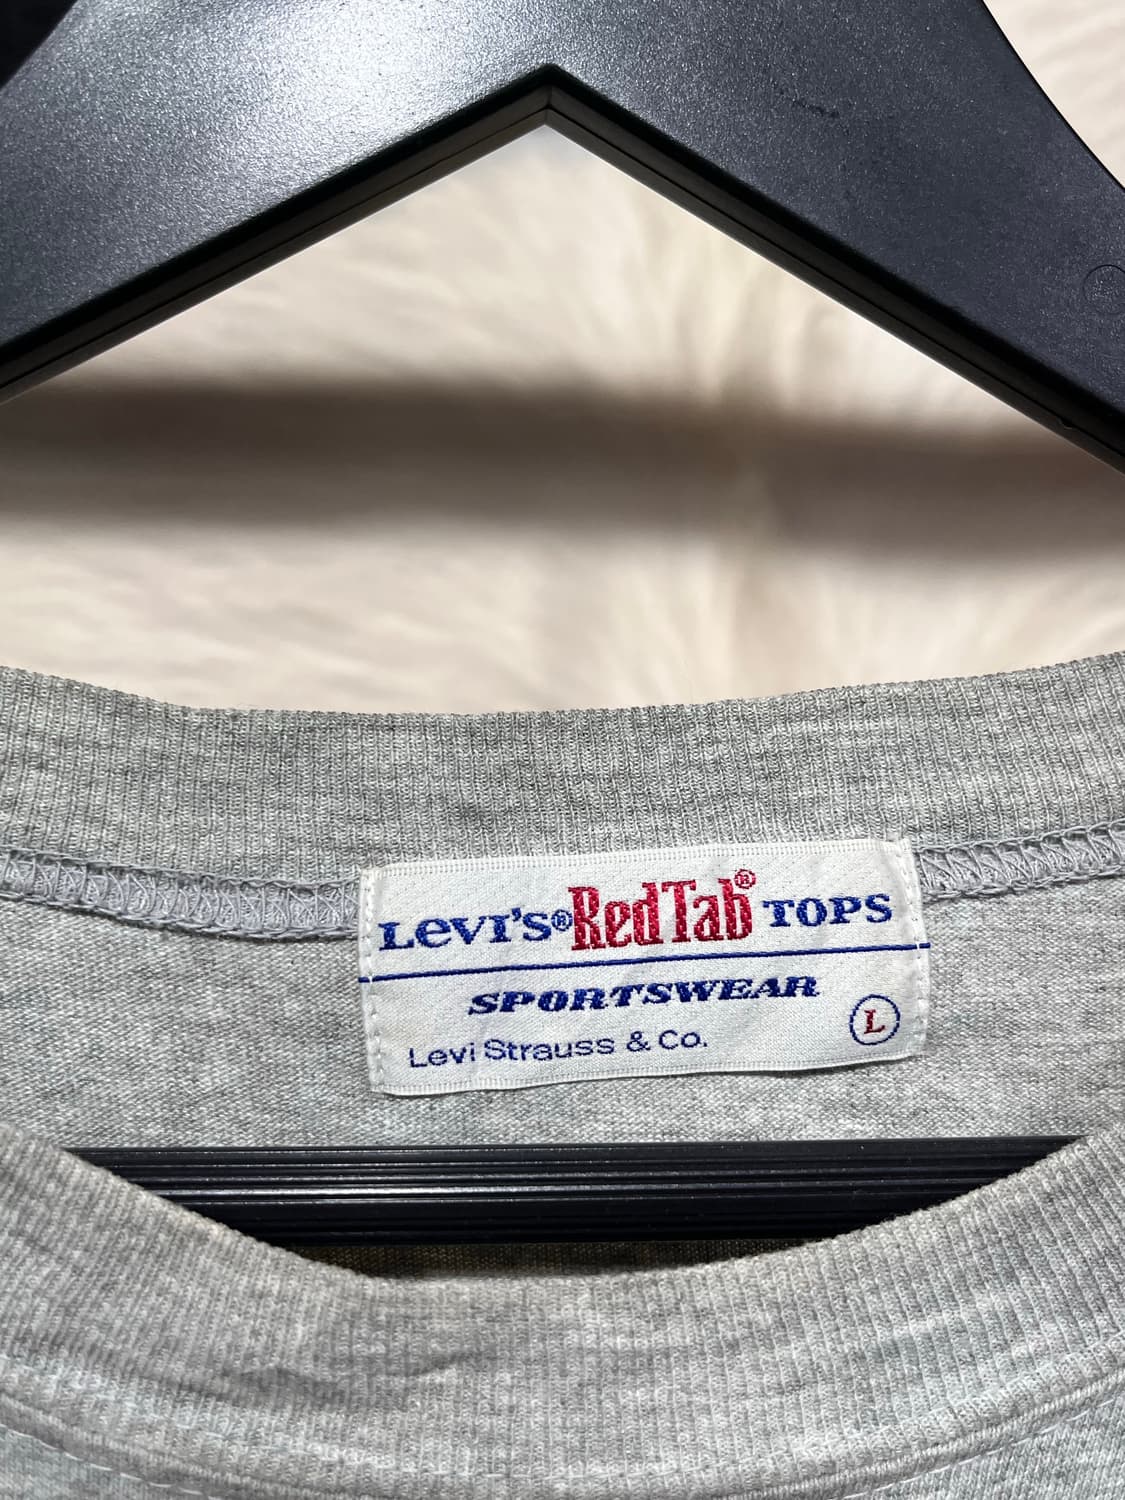 Levi's® RedTab® TOPS
SPORTSWEAR
Levi Strauss & Co.
L